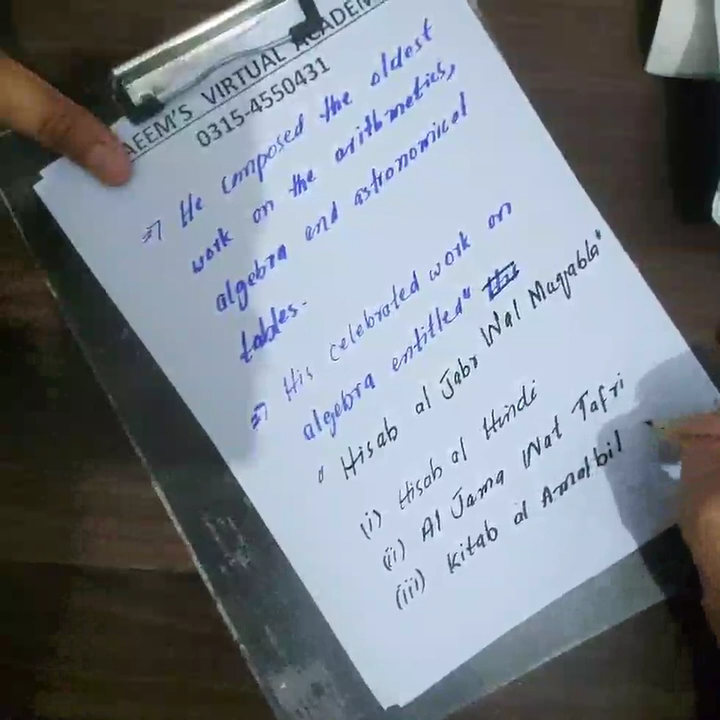 AEEM'S VIRTUAL ACADEM
0315-4550431
⇒ He composed the oldest
work on the arithmetics,
algebra and astronomical
tables.
⇒ His celebrated work on
algebra entitled"
" Hisab al Jabr Wal Muqabla"
(i) Hisab al Hindi
(ii) Al Jama Wat Tafri
(iii) Kitab al Amalbil